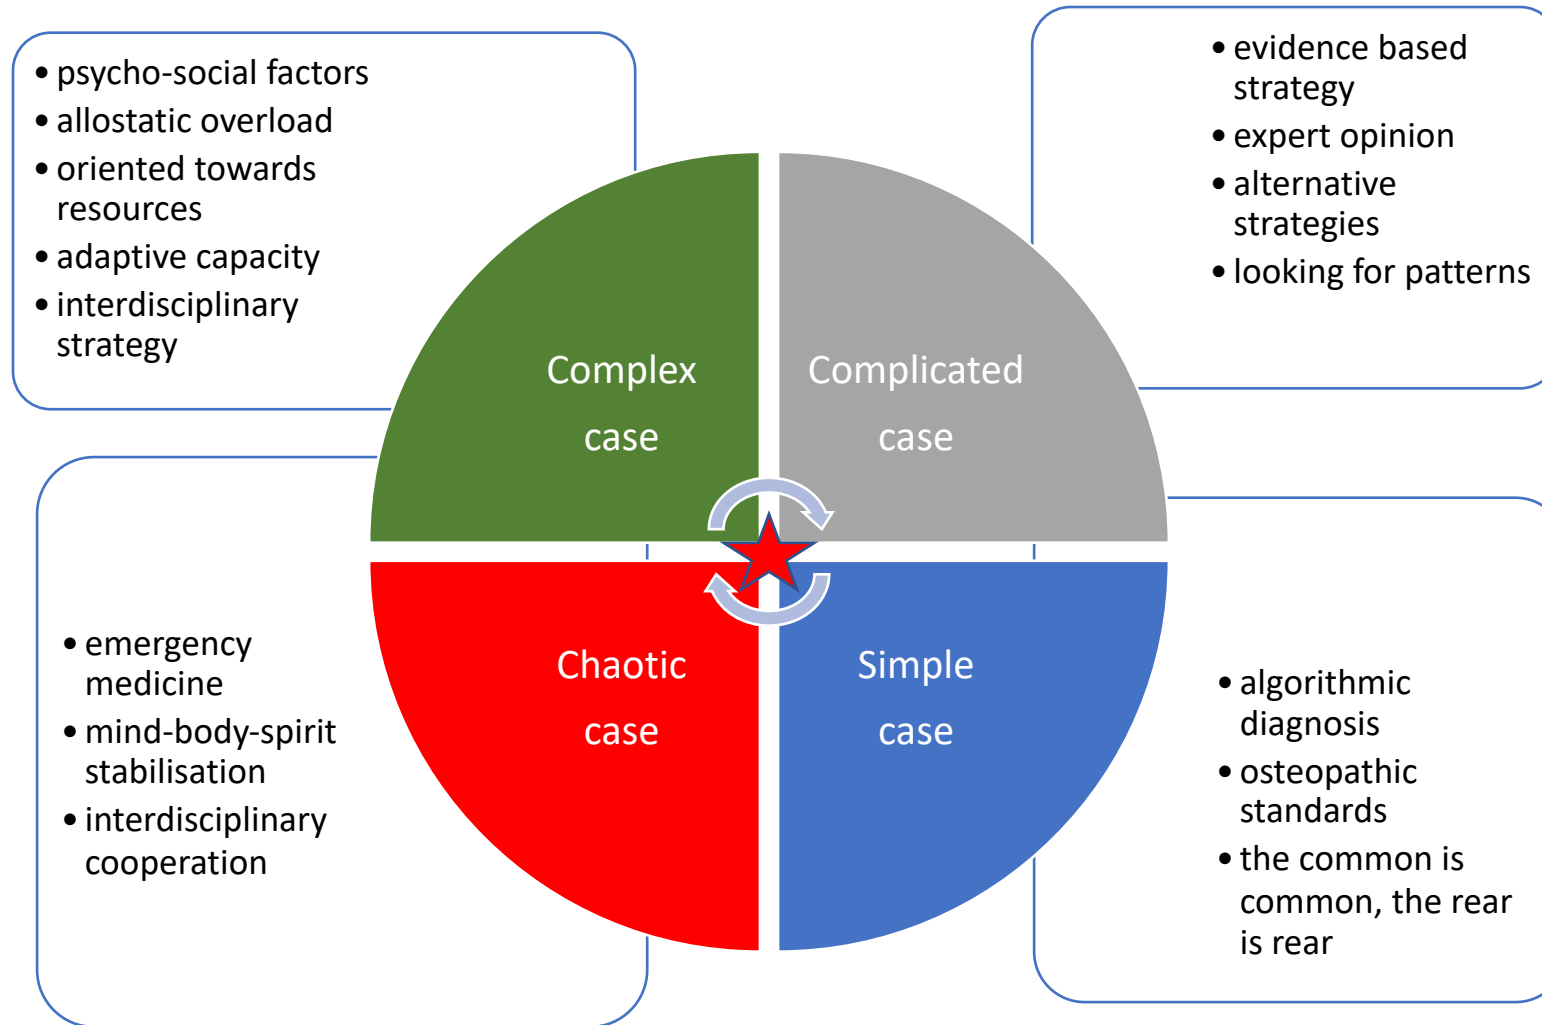 • psycho-social factors
• allostatic overload
• oriented towards
resources
• adaptive capacity
• interdisciplinary
strategy
• evidence based
strategy
• expert opinion
• alternative
strategies
• looking for patterns
Complex
case
Complicated
case
Chaotic
case
Simple
case
• emergency
medicine
• mind-body-spirit
stabilisation
• interdisciplinary
cooperation
• algorithmic
diagnosis
• osteopathic
standards
• the common is
common, the rear
is rear